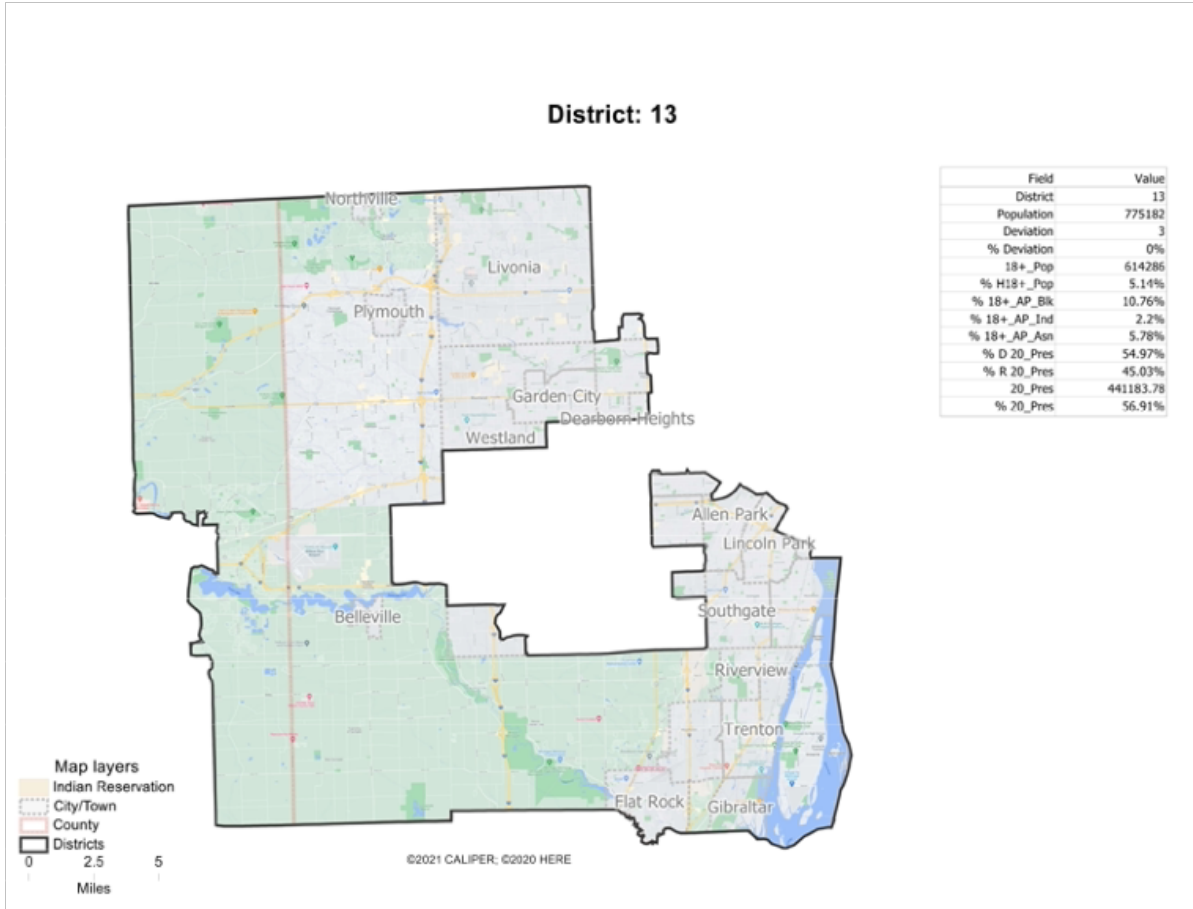 District: 13
Field Value
District 13
Population 775182
Deviation 3
% Deviation 0%
18+_Pop 614286
% H18+_Pop 5.14%
% 18+_AP_Blk 10.76%
% 18+_AP_Ind 2.2%
% 18+_AP_Asn 5.78%
% D 20_Pres 54.97%
% R 20_Pres 45.03%
20_Pres 441183.78
% 20_Pres 56.91%
Northville
Livonia
Plymouth
Garden City
Dearborn Heights
Westland
Allen Park
Lincoln Park
Southgate
Belleville
Riverview
Trenton
Flat Rock
Gibraltar
Map layers
Indian Reservation
City/Town
County
Districts
0 2.5 5
Miles
©2021 CALIPER; ©2020 HERE